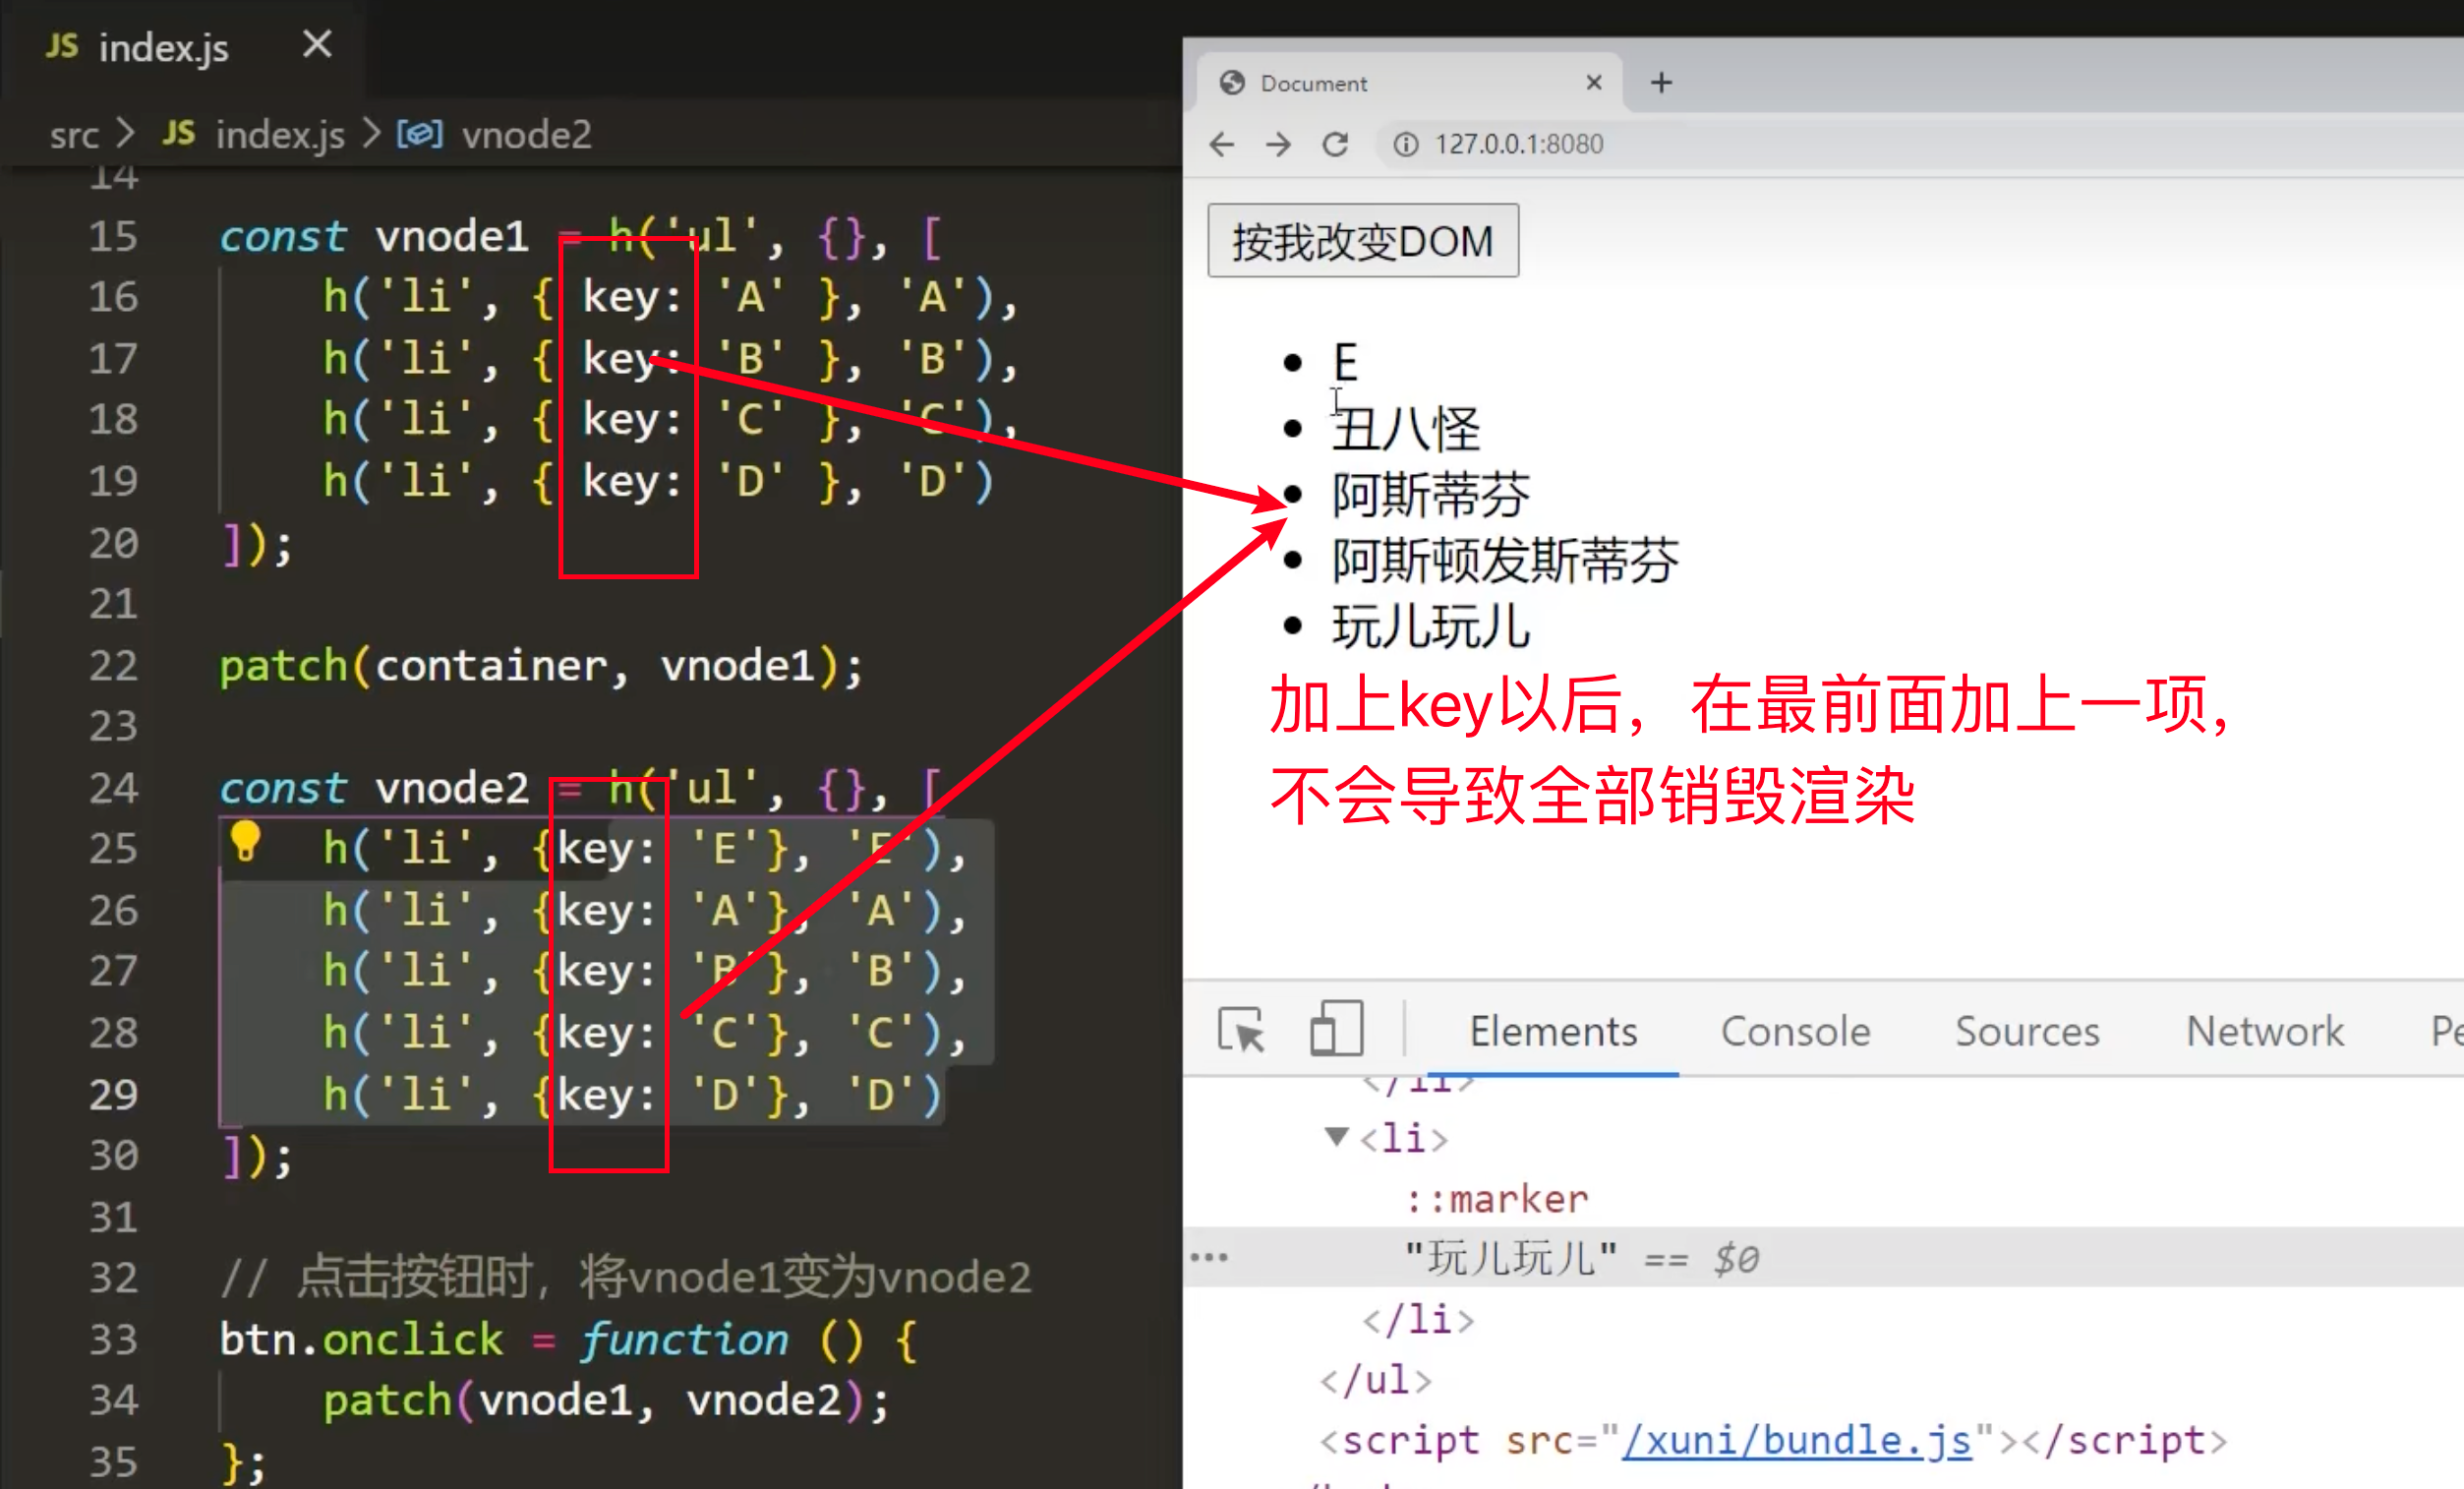 JS index.js ×
src > JS index.js > vnode2
14
15 const vnode1 = h('ul', {}, [
16 h('li', { key: 'A' }, 'A'),
17 h('li', { key: 'B' }, 'B'),
18 h('li', { key: 'C' }, 'C'),
19 h('li', { key: 'D' }, 'D')
20 ]);
21
22 patch(container, vnode1);
23
24 const vnode2 = h('ul', {}, [
25 h('li', {key: 'E'}, 'E'),
26 h('li', {key: 'A'}, 'A'),
27 h('li', {key: 'B'}, 'B'),
28 h('li', {key: 'C'}, 'C'),
29 h('li', {key: 'D'}, 'D')
30 ]);
31
32 // 点击按钮时，将vnode1变为vnode2
33 btn.onclick = function () {
34 patch(vnode1, vnode2);
35 };
Document
127.0.0.1:8080
按我改变DOM
• E
• 丑八怪
• 阿斯蒂芬
• 阿斯顿发斯蒂芬
• 玩儿玩儿
加上key以后，在最前面加上一项，
不会导致全部销毁渲染
Elements Console Sources Network Pe
</li>
<li>
::marker
"玩儿玩儿" == $0
</li>
</ul>
<script src="/xuni/bundle.js"></script>